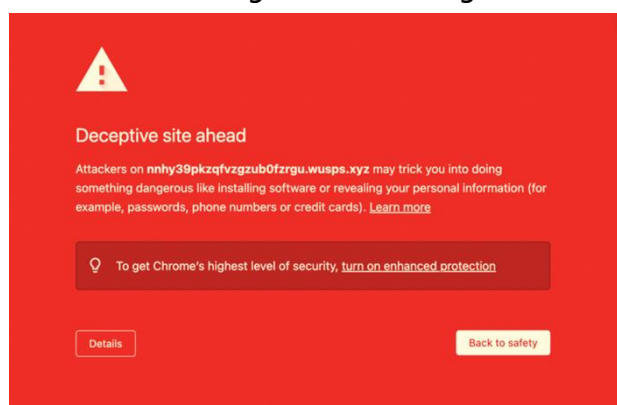 Deceptive site ahead
Attackers on nnhy39pkzqfvzgzub0fzrgu.wusps.xyz may trick you into doing
something dangerous like installing software or revealing your personal information (for
example, passwords, phone numbers or credit cards). Learn more
To get Chrome's highest level of security, turn on enhanced protection
Details
Back to safety